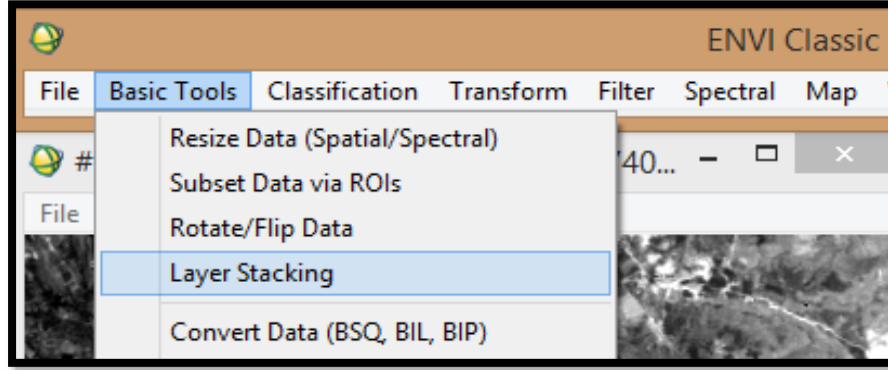 ENVI Classic
File Basic Tools Classification Transform Filter Spectral Map
Resize Data (Spatial/Spectral)
# 40...
Subset Data via ROIs
File
Rotate/Flip Data
Layer Stacking
Convert Data (BSQ, BIL, BIP)